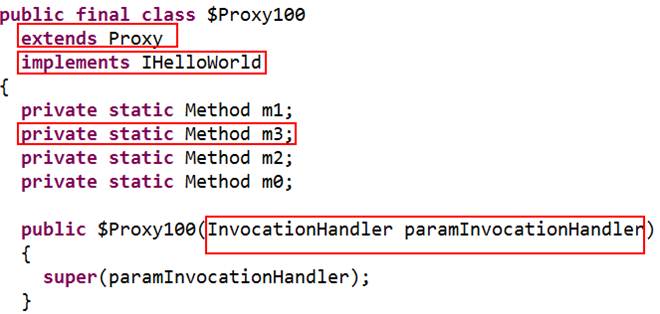 public final class $Proxy100
extends Proxy
implements IHelloWorld
{
private static Method m1;
private static Method m3;
private static Method m2;
private static Method m0;
public $Proxy100(InvocationHandler paramInvocationHandler)
{
super(paramInvocationHandler);
}